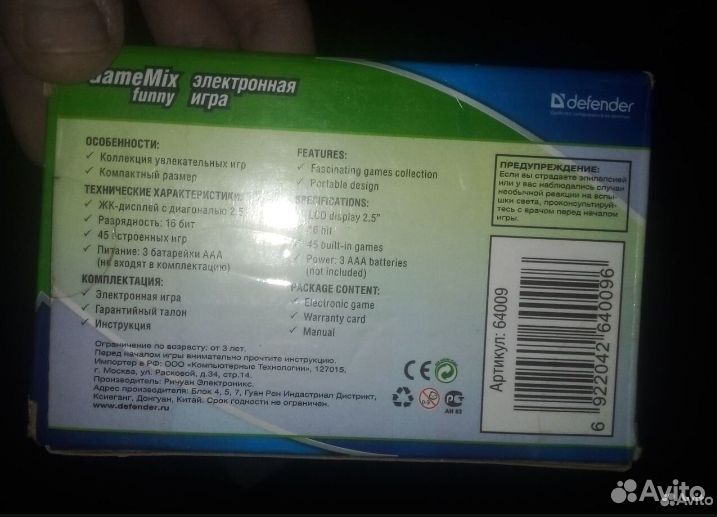 GameMix электронная
funny игра
defender
ОСОБЕННОСТИ:
✓ Коллекция увлекательных игр
✓ Компактный размер
ТЕХНИЧЕСКИЕ ХАРАКТЕРИСТИКИ:
✓ ЖК-дисплей с диагональю 2.5
✓ Разрядность: 16 бит
✓ 45 встроенных игр
✓ Питание: 3 батарейки ААА
(не входят в комплектацию)
КОМПЛЕКТАЦИЯ:
✓ Электронная игра
✓ Гарантийный талон
✓ Инструкция
FEATURES:
✓ Fascinating games collection
✓ Portable design
SPECIFICATIONS:
LCD display 2.5"
16 bit
✓ 45 built-in games
✓ Power: 3 AAA batteries
(not included)
PACKAGE CONTENT:
✓ Electronic game
✓ Warranty card
✓ Manual
ПРЕДУПРЕЖДЕНИЕ:
Если вы страдаете эпилепсией
или у вас наблюдались случаи
необычной реакции на вспы-
шки света, проконсультируй-
тесь с врачом перед началом
игры.
Ограничение по возрасту: от 3 лет.
Перед началом игры внимательно прочтите инструкцию.
Импортер в РФ: ООО «Компьютерные Технологии», 127015,
г. Москва, ул. Расковой, д.34, стр.14.
Производитель: Ричуан Электроникс.
Адрес производителя: Блок 4, 5, 7, Гуан Рен Индастриал Дистрикт,
Ксиеганг, Донгуан, Китай. Срок годности не ограничен.
www.defender.ru
CE
0-3
АИ 63
Артикул: 64009
6 922042 640096
Avito
Avito